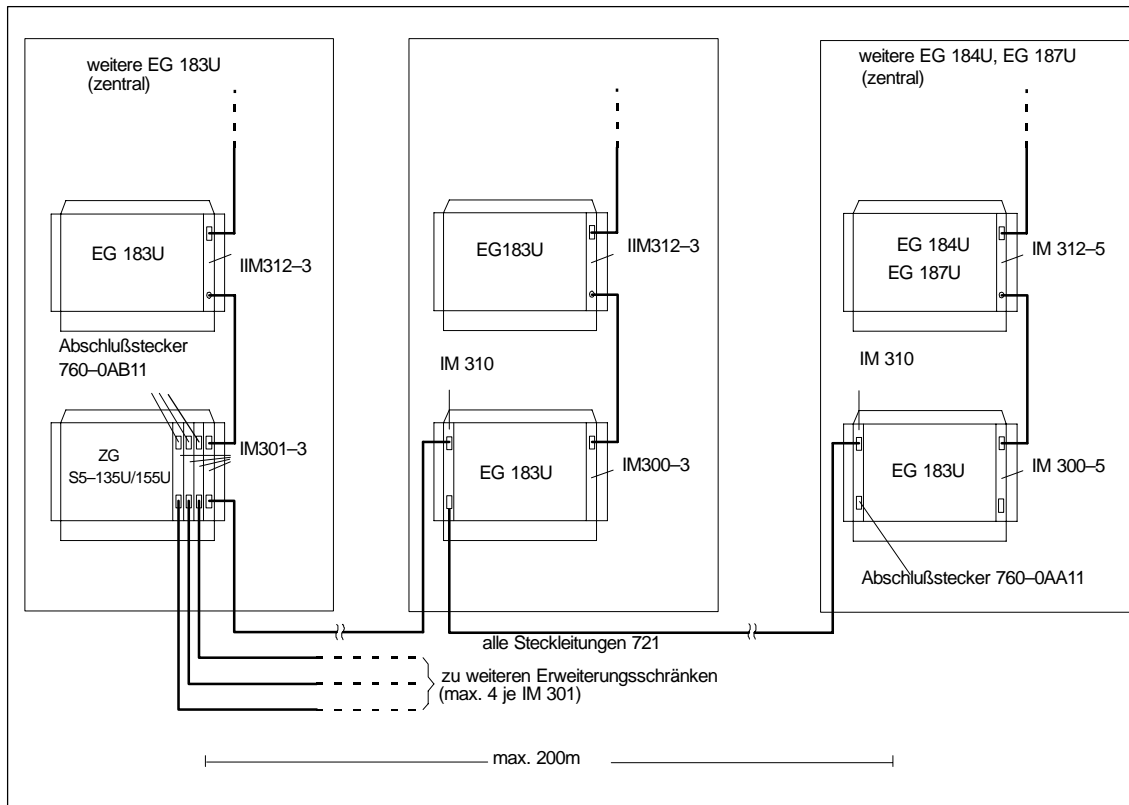 weitere EG 183U
(zentral)
EG 183U
IIM312–3
Abschlußstecker
760–0AB11
ZG
S5–135U/155U
IM301–3
EG183U
IIM312–3
IM 310
EG 183U
IM300–3
weitere EG 184U, EG 187U
(zentral)
EG 184U
EG 187U
IM 312–5
IM 310
EG 183U
IM 300–5
Abschlußstecker 760–0AA11
alle Steckleitungen 721
zu weiteren Erweiterungsschränken
(max. 4 je IM 301)
max. 200m